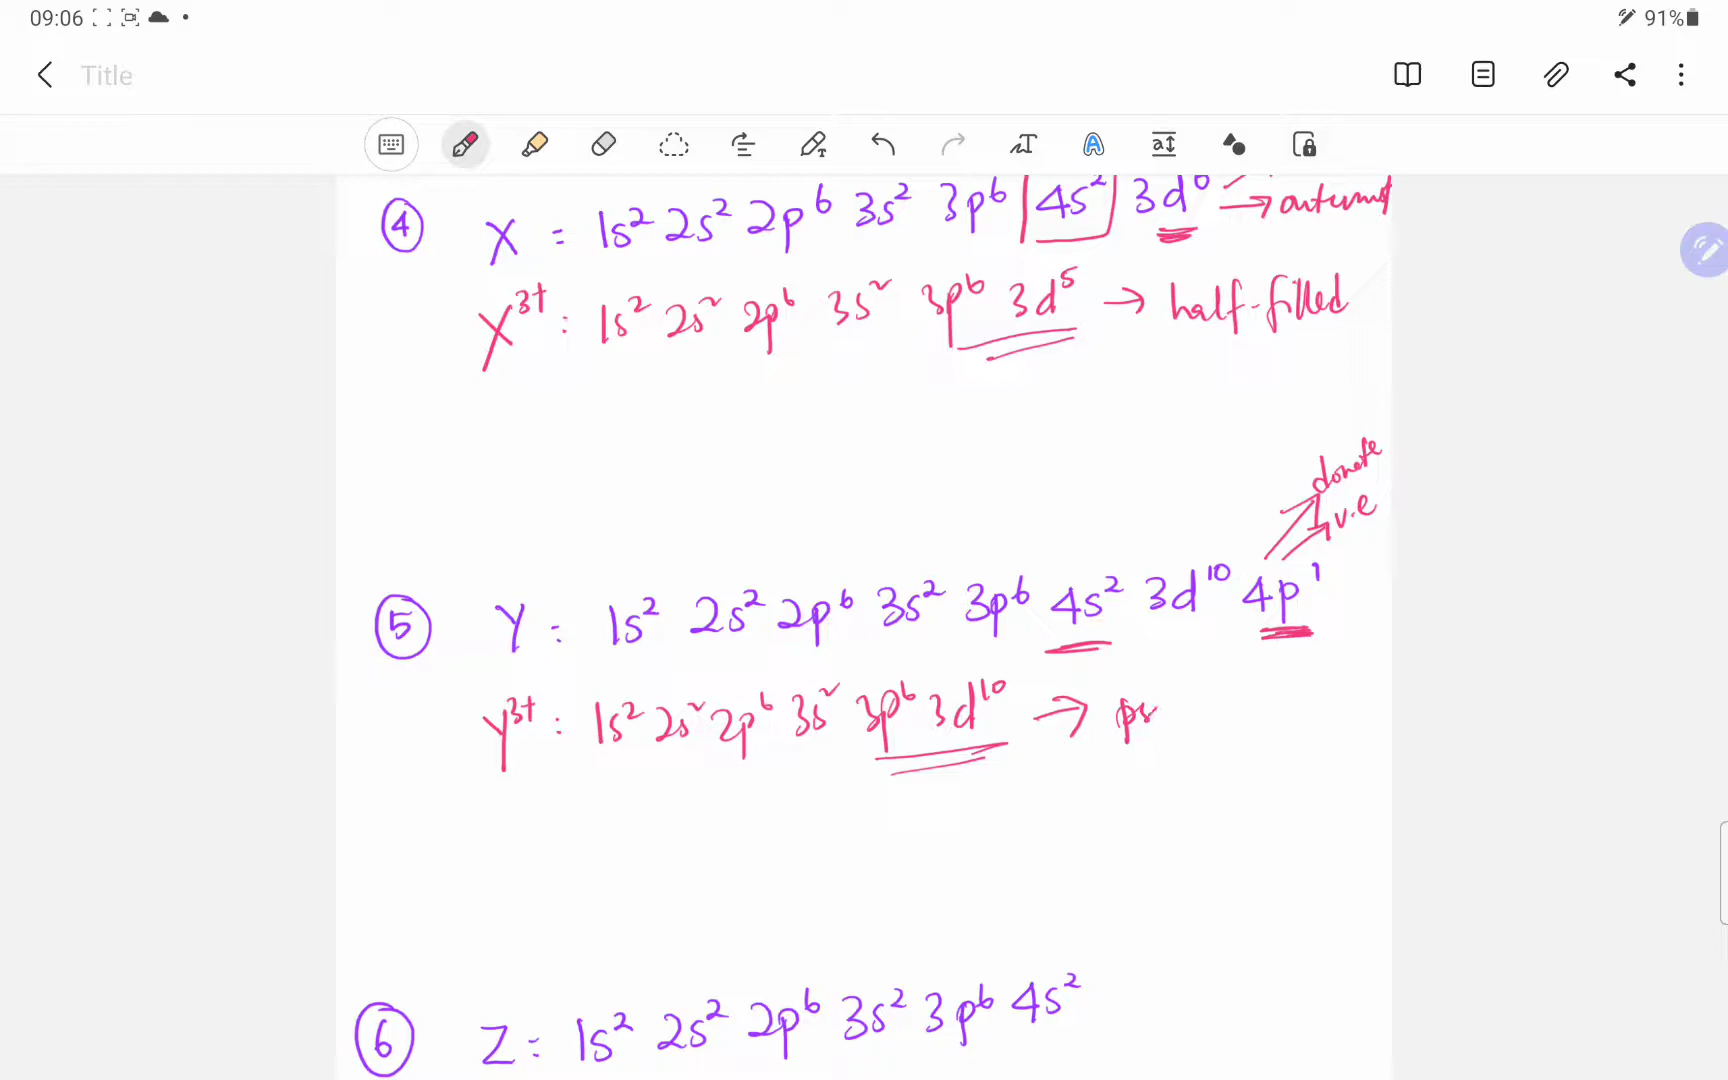 09:06 91%
Title
④ X = 1s² 2s² 2p⁶ 3s² 3p⁶ 4s² 3d⁶ →
X³⁺ : 1s² 2s² 2p⁶ 3s² 3p⁶ 3d⁵ → half-filled
donate
v.e
⑤ Y : 1s² 2s² 2p⁶ 3s² 3p⁶ 4s² 3d¹⁰ 4p¹
Y³⁺ : 1s² 2s² 2p⁶ 3s² 3p⁶ 3d¹⁰ → ps
⑥ Z = 1s² 2s² 2p⁶ 3s² 3p⁶ 4s²